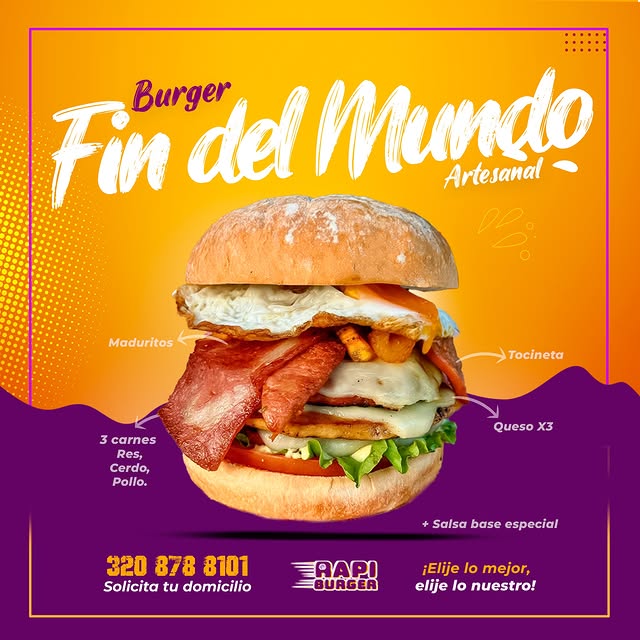 Burger
Fin del Mundo
Artesanal
Maduritos
Tocineta
3 carnes
Res,
Cerdo,
Pollo.
Queso X3
+ Salsa base especial
320 878 8101
Solicita tu domicilio
RAPI
BURGER
¡Elije lo mejor,
elije lo nuestro!